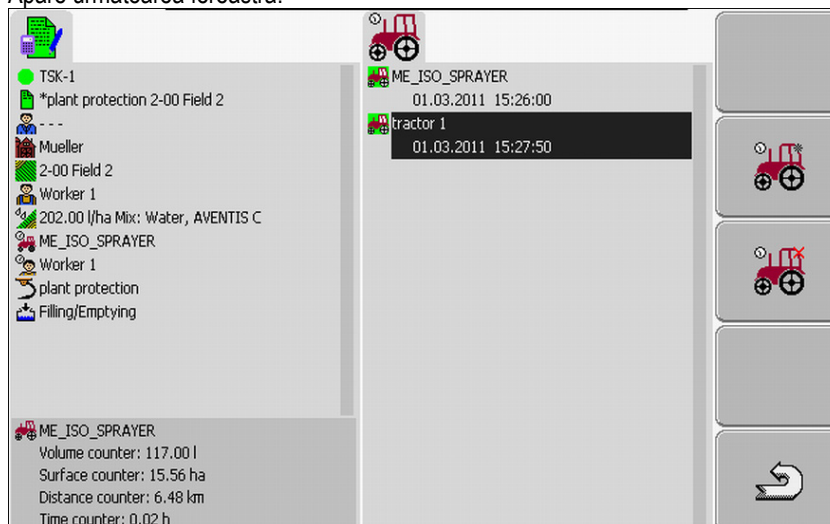 Apare următoarea fereastră:
TSK-1
*plant protection 2-00 Field 2
---
Mueller
2-00 Field 2
Worker 1
202.00 l/ha Mix: Water, AVENTIS C
ME_ISO_SPRAYER
Worker 1
plant protection
Filling/Emptying
ME_ISO_SPRAYER
Volume counter: 117.00 l
Surface counter: 15.56 ha
Distance counter: 6.48 km
Time counter: 0.02 h
ME_ISO_SPRAYER
01.03.2011 15:26:00
tractor 1
01.03.2011 15:27:50